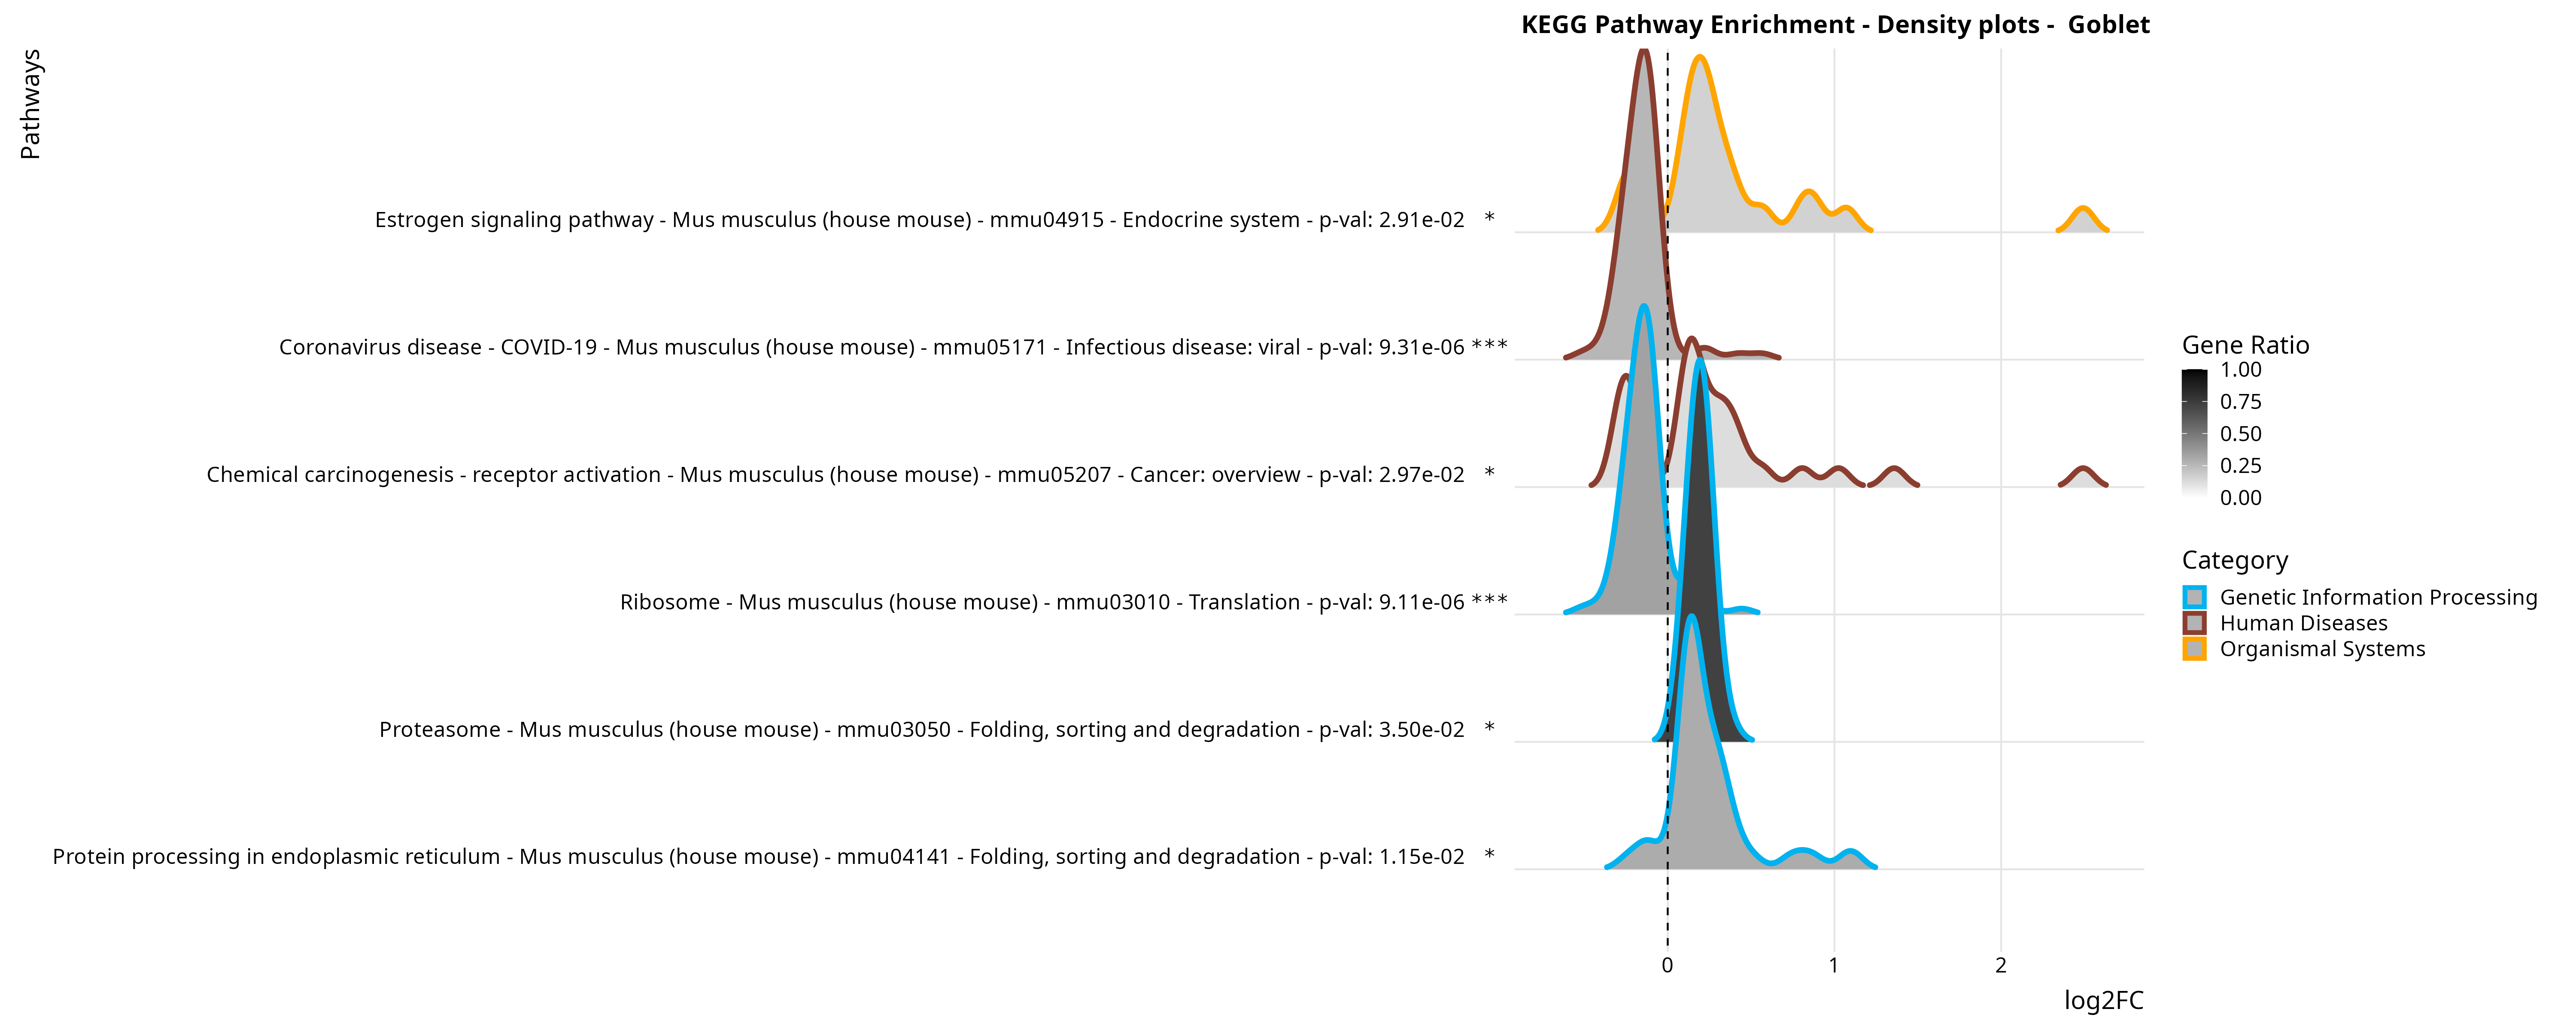 KEGG Pathway Enrichment - Density plots -  Goblet
Pathways
Estrogen signaling pathway - Mus musculus (house mouse) - mmu04915 - Endocrine system - p-val: 2.91e-02   *
Coronavirus disease - COVID-19 - Mus musculus (house mouse) - mmu05171 - Infectious disease: viral - p-val: 9.31e-06 ***
Chemical carcinogenesis - receptor activation - Mus musculus (house mouse) - mmu05207 - Cancer: overview - p-val: 2.97e-02   *
Ribosome - Mus musculus (house mouse) - mmu03010 - Translation - p-val: 9.11e-06 ***
Proteasome - Mus musculus (house mouse) - mmu03050 - Folding, sorting and degradation - p-val: 3.50e-02   *
Protein processing in endoplasmic reticulum - Mus musculus (house mouse) - mmu04141 - Folding, sorting and degradation - p-val: 1.15e-02   *
0
1
2
log2FC
Gene Ratio
1.00
0.75
0.50
0.25
0.00
Category
Genetic Information Processing
Human Diseases
Organismal Systems